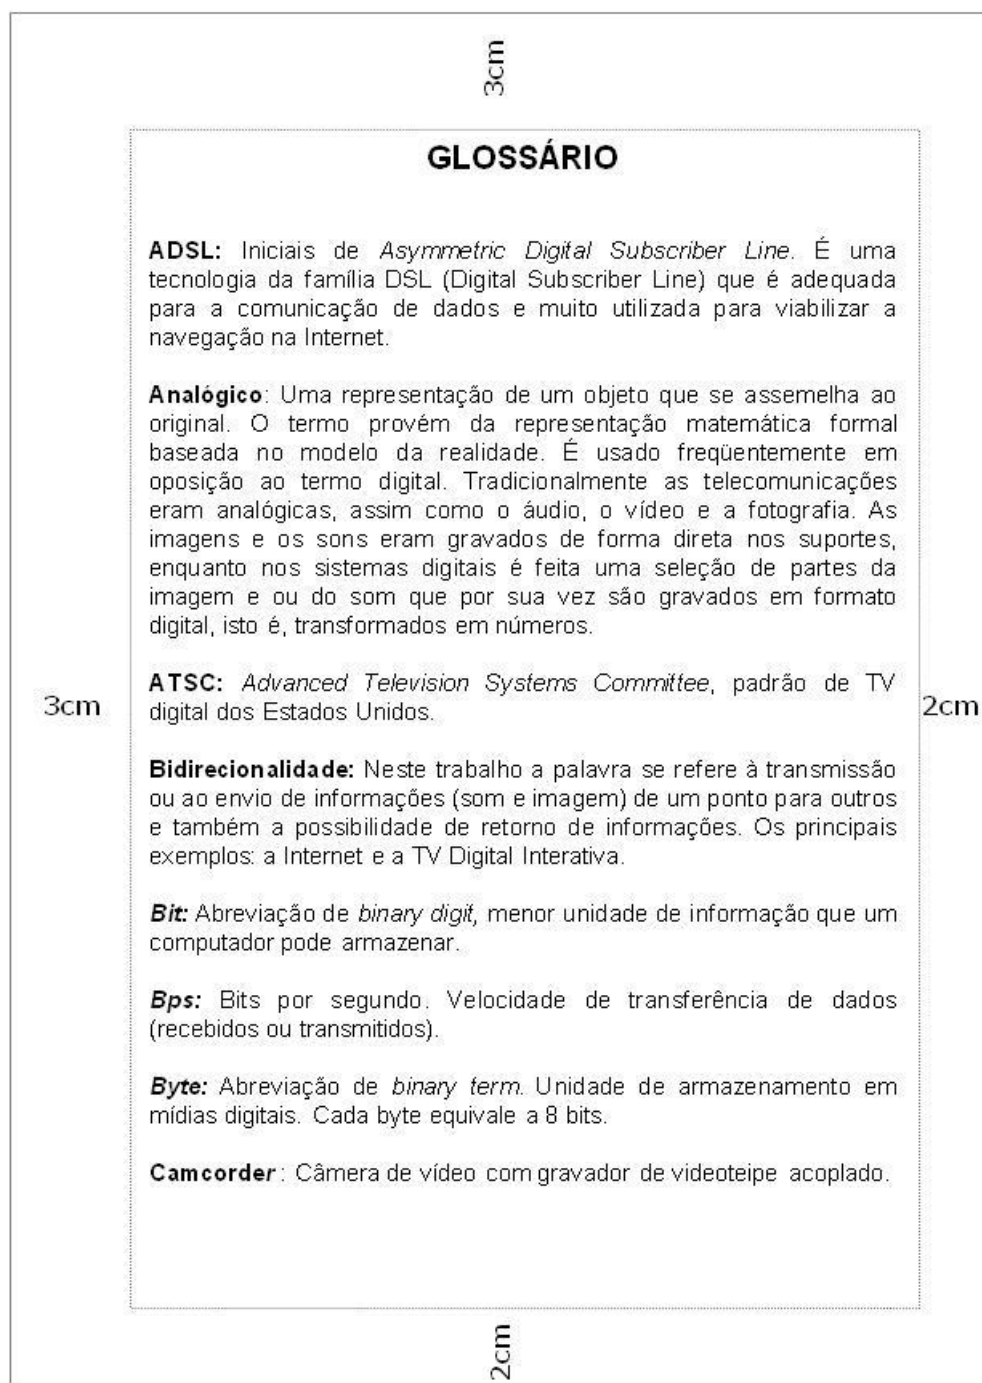 3cm
GLOSSÁRIO
ADSL: Iniciais de Asymmetric Digital Subscriber Line. É uma
tecnologia da família DSL (Digital Subscriber Line) que é adequada
para a comunicação de dados e muito utilizada para viabilizar a
navegação na Internet.
Analógico: Uma representação de um objeto que se assemelha ao
original. O termo provém da representação matemática formal
baseada no modelo da realidade. É usado freqüentemente em
oposição ao termo digital. Tradicionalmente as telecomunicações
eram analógicas, assim como o áudio, o vídeo e a fotografia. As
imagens e os sons eram gravados de forma direta nos suportes,
enquanto nos sistemas digitais é feita uma seleção de partes da
imagem e ou do som que por sua vez são gravados em formato
digital, isto é, transformados em números.
ATSC: Advanced Television Systems Committee, padrão de TV
digital dos Estados Unidos.
3cm
2cm
Bidirecionalidade: Neste trabalho a palavra se refere à transmissão
ou ao envio de informações (som e imagem) de um ponto para outros
e também a possibilidade de retorno de informações. Os principais
exemplos: a Internet e a TV Digital Interativa.
Bit: Abreviação de binary digit, menor unidade de informação que um
computador pode armazenar.
Bps: Bits por segundo. Velocidade de transferência de dados
(recebidos ou transmitidos).
Byte: Abreviação de binary term. Unidade de armazenamento em
mídias digitais. Cada byte equivale a 8 bits.
Camcorder: Câmera de vídeo com gravador de videoteipe acoplado.
2cm